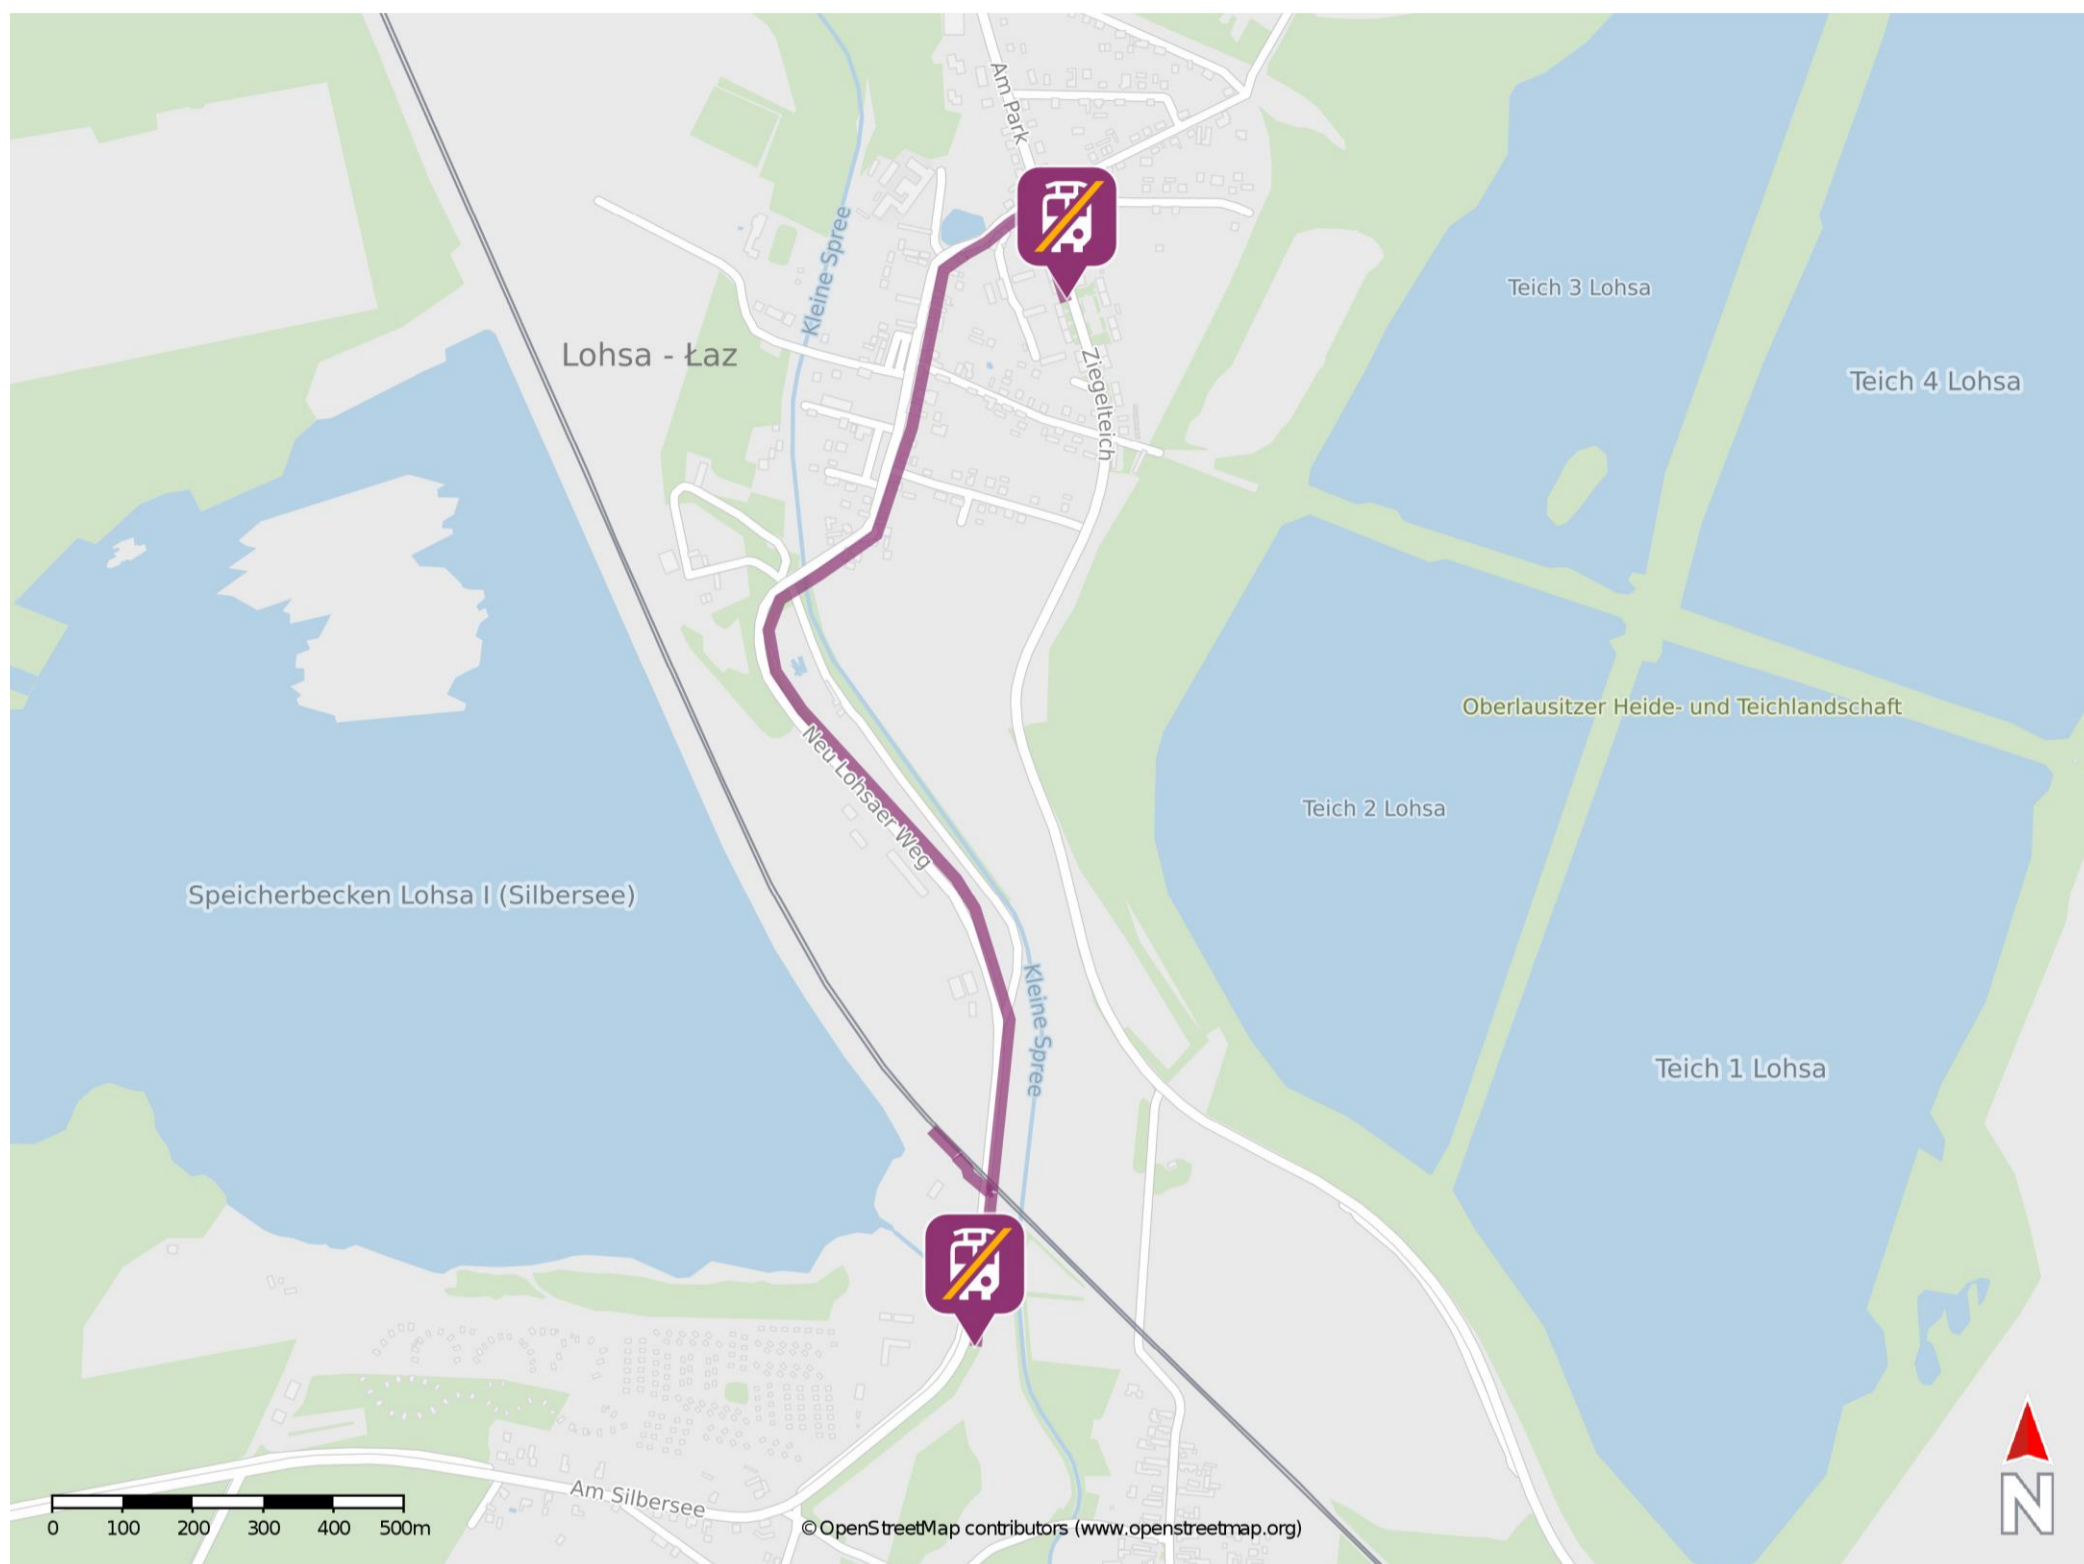 Am Park
Kleine Spree
Teich 3 Lohsa
Lohsa - Łaz
Teich 4 Lohsa
Ziegelteich
Oberlausitzer Heide- und Teichlandschaft
Neu Lohsaer Weg
Teich 2 Lohsa
Speicherbecken Lohsa I (Silbersee)
Kleine Spree
Teich 1 Lohsa
Am Silbersee
N
0 100 200 300 400 500m
© OpenStreetMap contributors (www.openstreetmap.org)